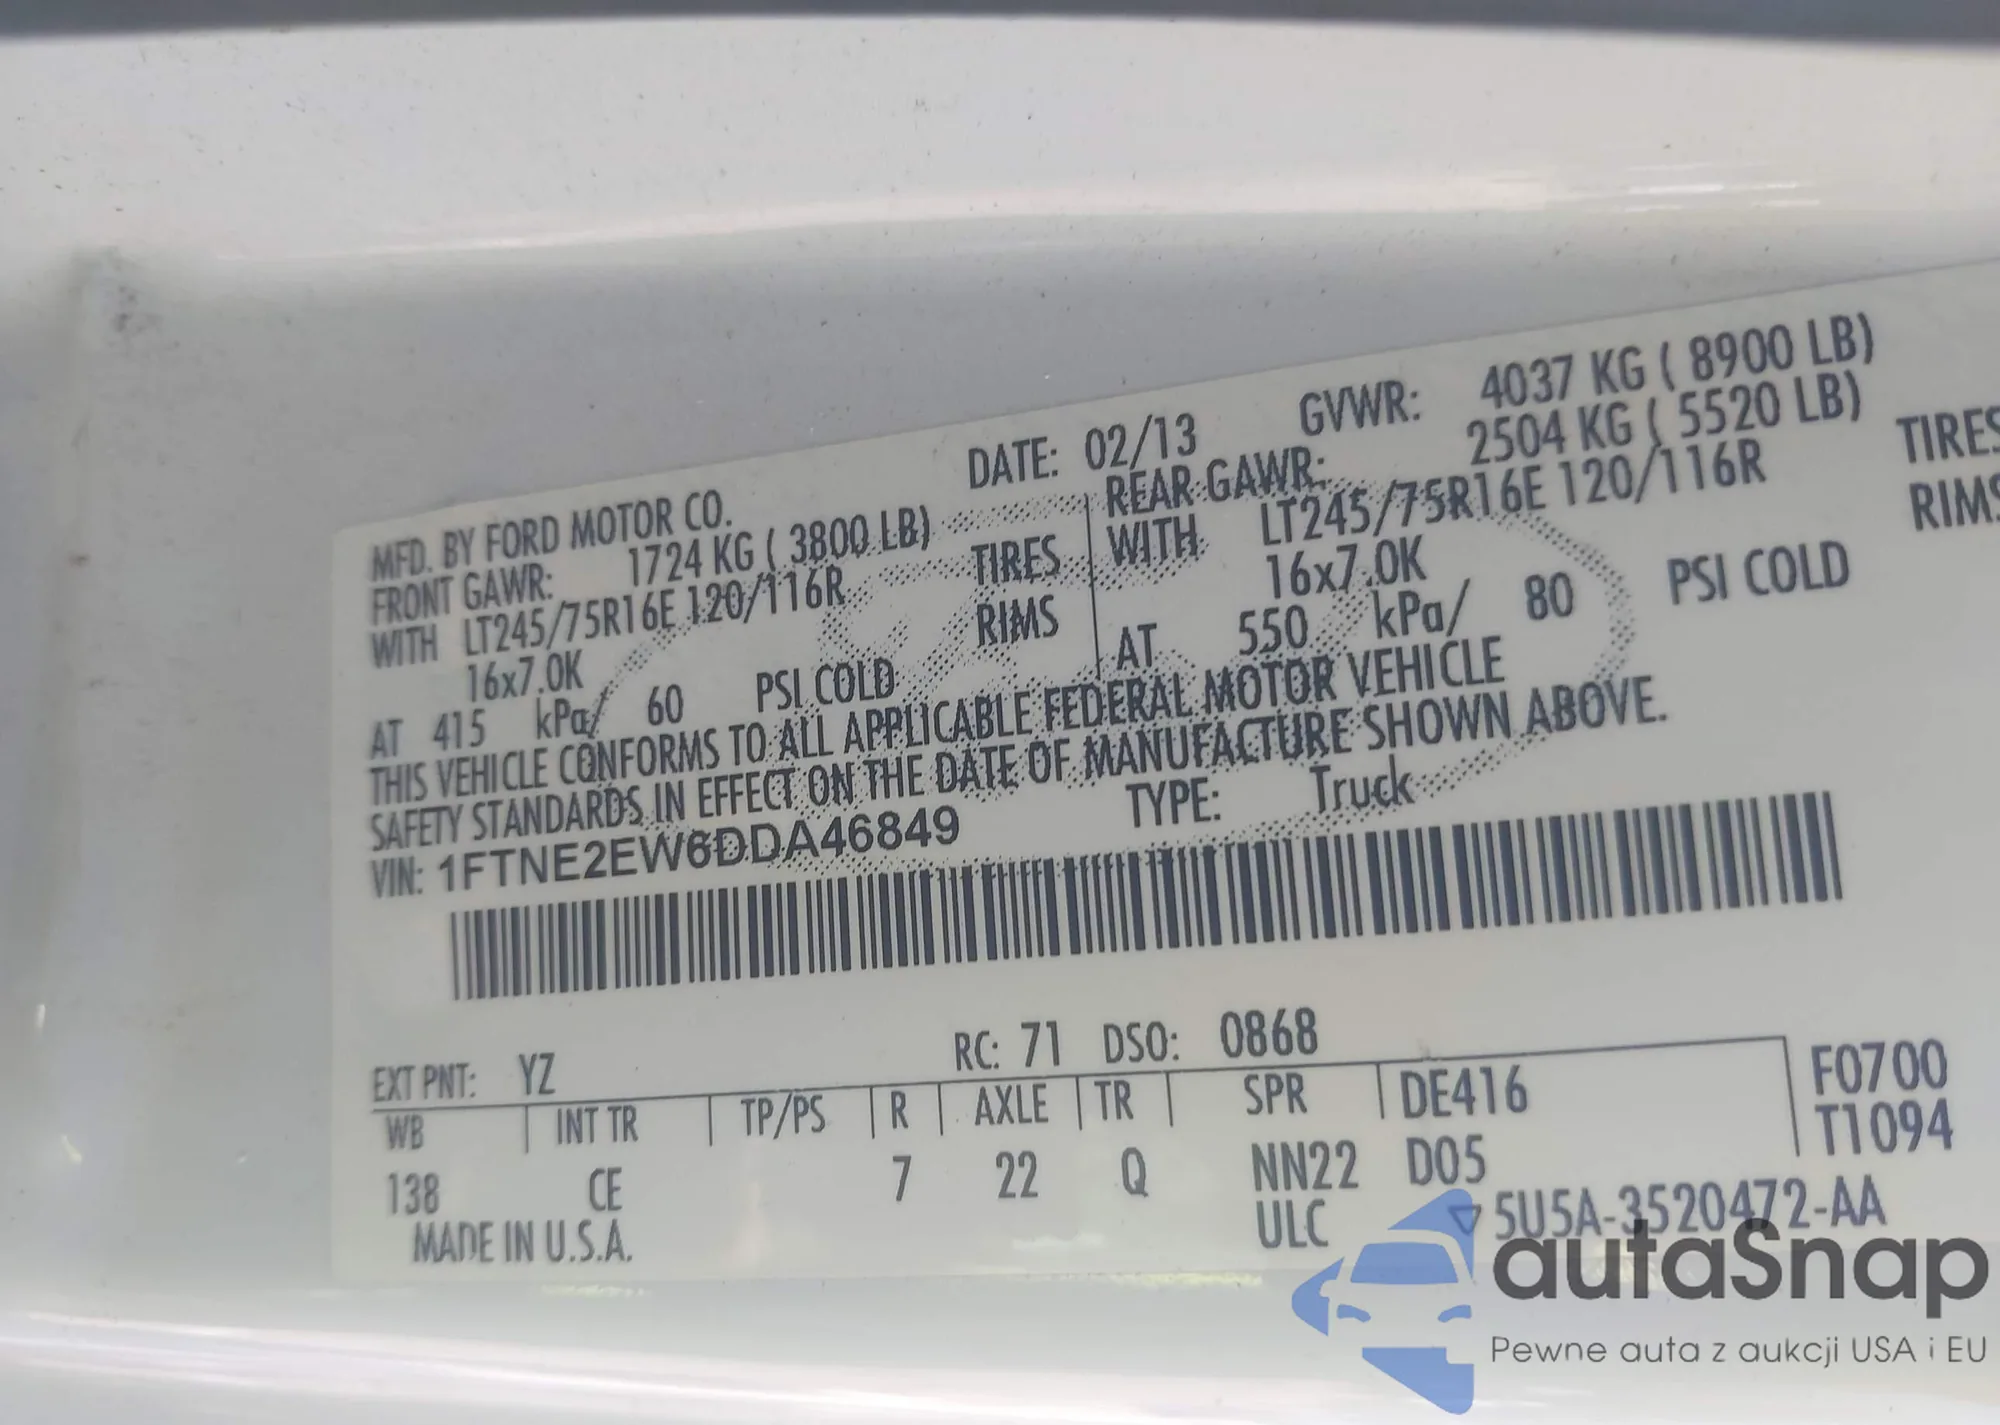 MFD. BY FORD MOTOR CO. DATE: 02/13 GVWR: 4037 KG ( 8900 LB)
FRONT GAWR: 1724 KG ( 3800 LB) REAR GAWR: 2504 KG ( 5520 LB)
WITH LT245/75R16E 120/116R TIRES WITH LT245/75R16E 120/116R TIRES
16x7.0K RIMS 16x7.0K RIMS
AT 415 kPa/ 60 PSI COLD AT 550 kPa/ 80 PSI COLD
THIS VEHICLE CONFORMS TO ALL APPLICABLE FEDERAL MOTOR VEHICLE
SAFETY STANDARDS IN EFFECT ON THE DATE OF MANUFACTURE SHOWN ABOVE.
VIN: 1FTNE2EW6DDA46849 TYPE: Truck
EXT PNT: YZ RC: 71 DSO: 0868
WB INT TR TP/PS R AXLE TR SPR DE416 F0700
138 CE 7 22 Q NN22 D05 T1094
MADE IN U.S.A. ULC ▽ 5U5A-3520472-AA
autaSnap
Pewne auta z aukcji USA i EU